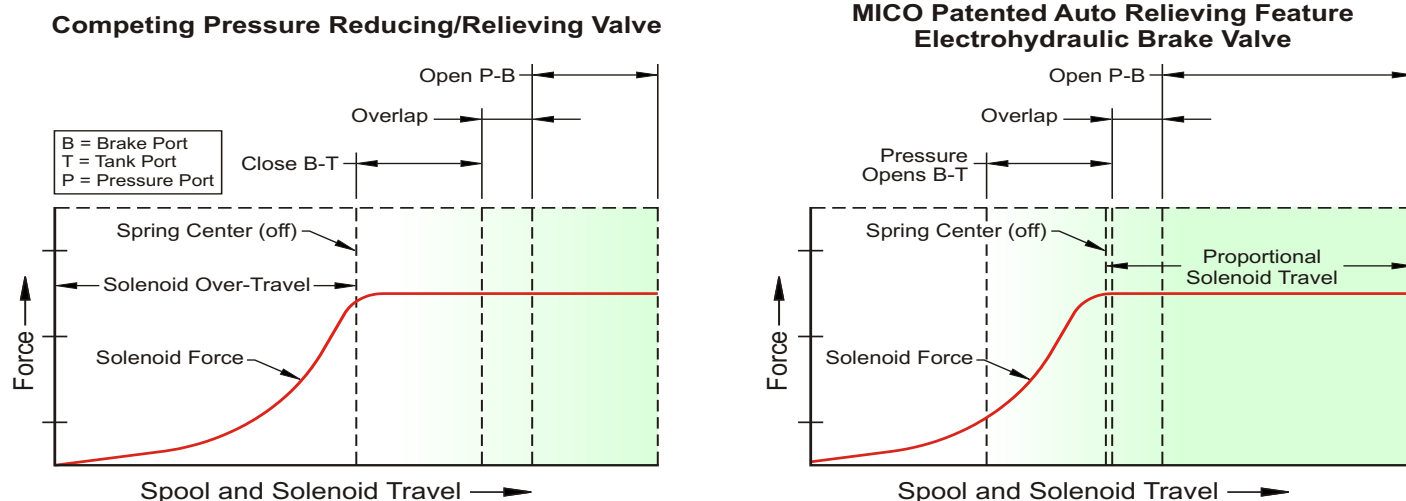 Competing Pressure Reducing/Relieving Valve
Open P-B
Overlap
B = Brake Port
T = Tank Port
P = Pressure Port
Close B-T
Spring Center (off)
Solenoid Over-Travel
Solenoid Force
Force
Spool and Solenoid Travel
MICO Patented Auto Relieving Feature
Electrohydraulic Brake Valve
Open P-B
Overlap
Pressure
Opens B-T
Spring Center (off)
Proportional
Solenoid Travel
Solenoid Force
Force
Spool and Solenoid Travel